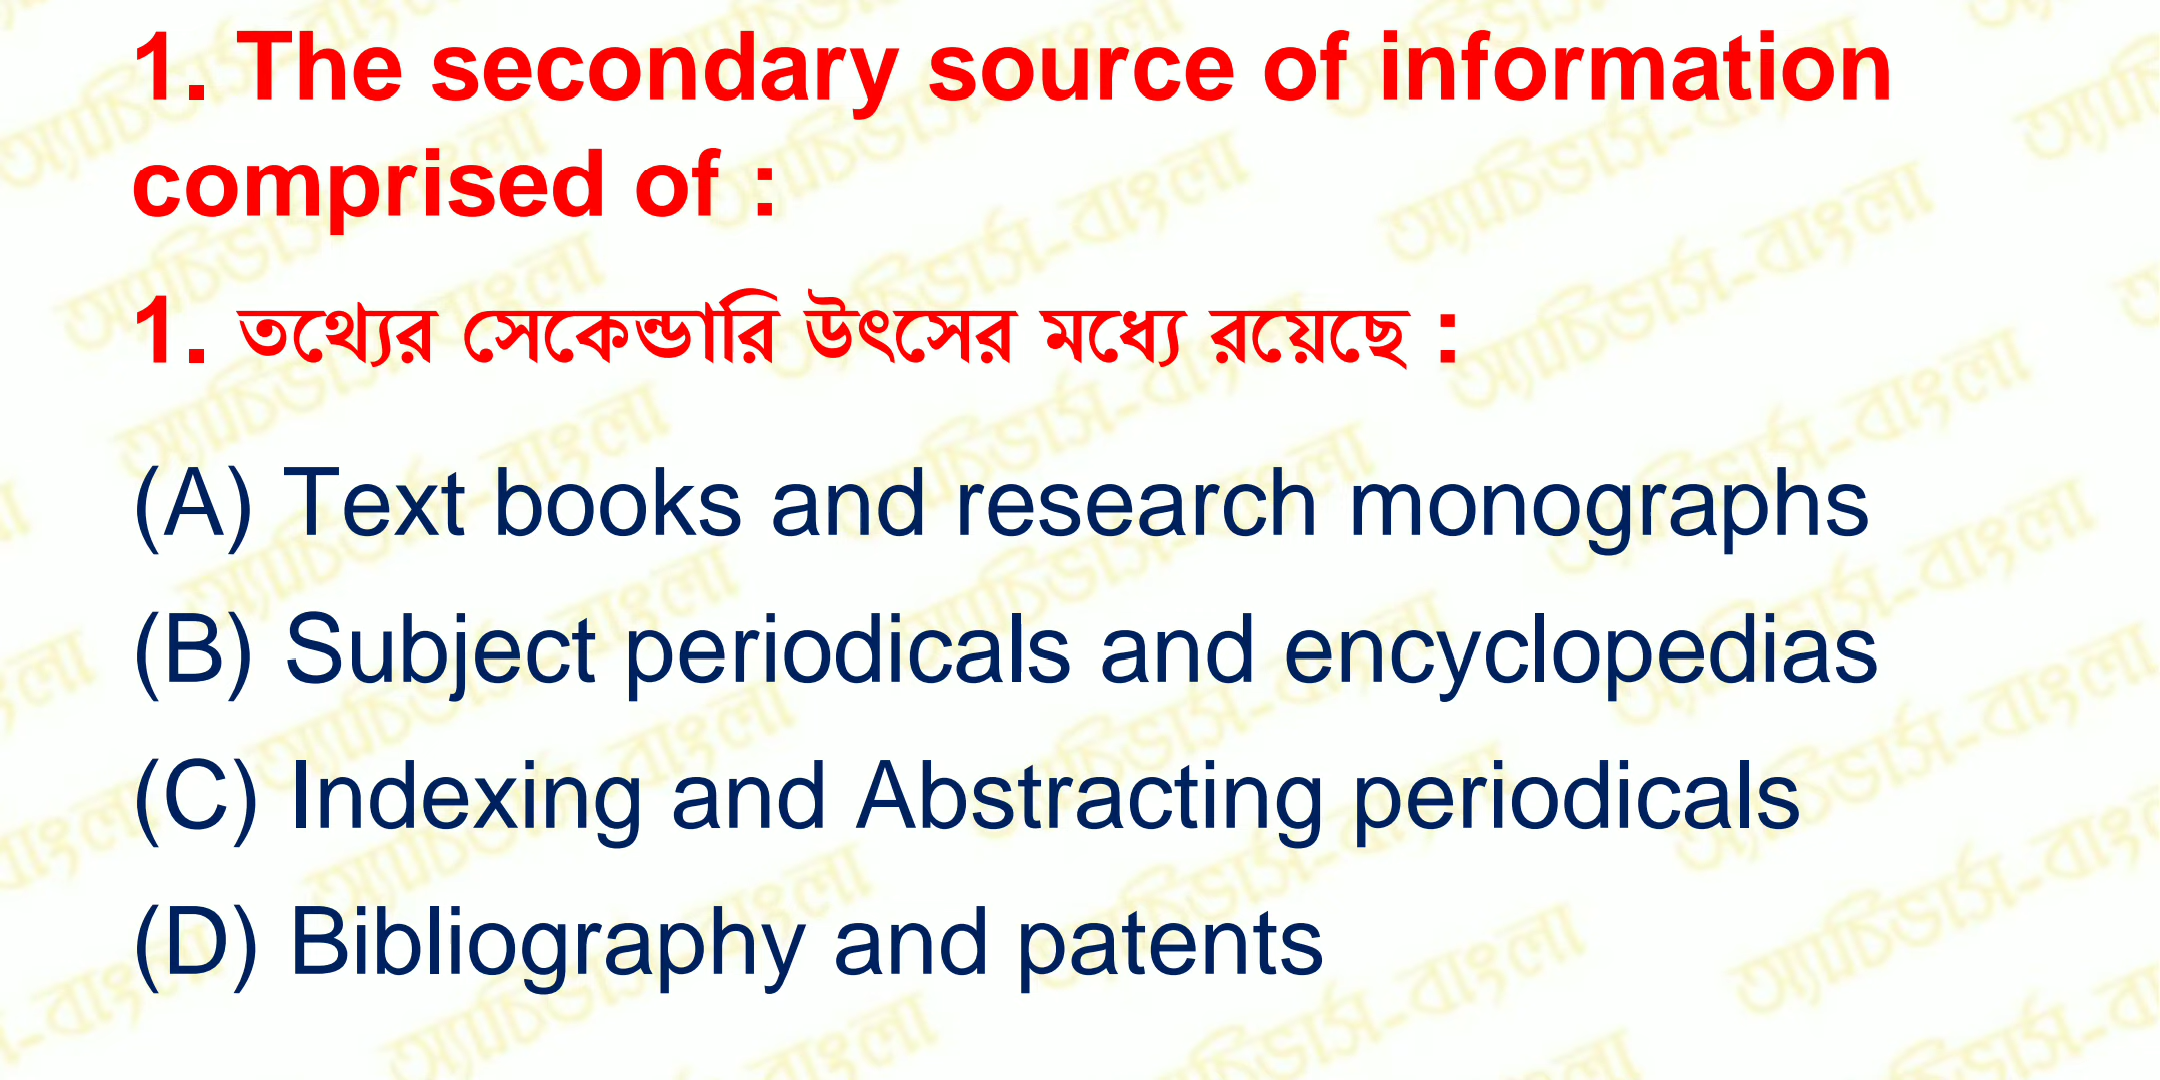 1. The secondary source of information
comprised of :
1. তথ্যের সেকেন্ডারি উৎসের মধ্যে রয়েছে :
(A) Text books and research monographs
(B) Subject periodicals and encyclopedias
(C) Indexing and Abstracting periodicals
(D) Bibliography and patents